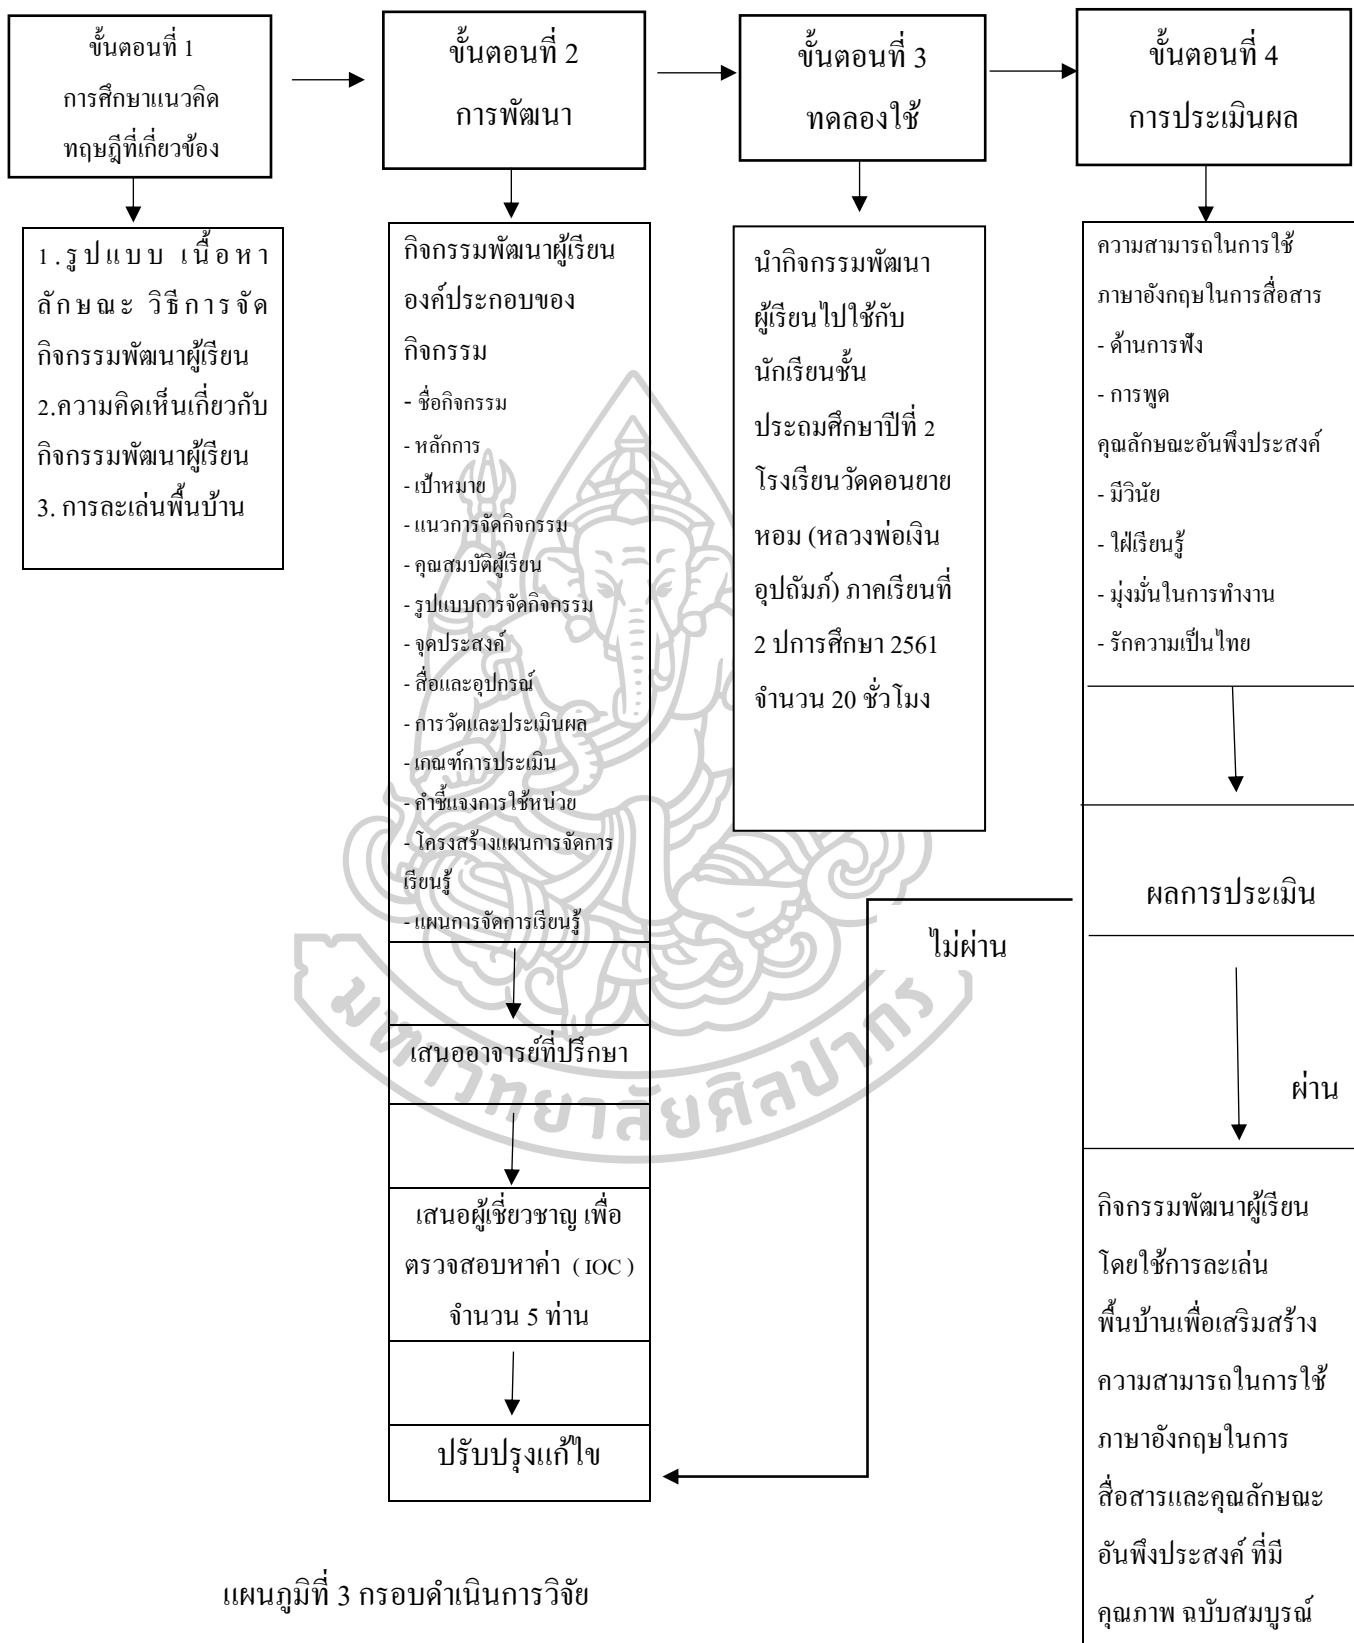 ขั้นตอนที่ 1
การศึกษาแนวคิด
ทฤษฎีที่เกี่ยวข้อง
ขั้นตอนที่ 2
การพัฒนา
ขั้นตอนที่ 3
ทดลองใช้
ขั้นตอนที่ 4
การประเมินผล
1.รูปแบบ เนื้อหา
ลักษณะ วิธีการจัด
กิจกรรมพัฒนาผู้เรียน
2.ความคิดเห็นเกี่ยวกับ
กิจกรรมพัฒนาผู้เรียน
3. การละเล่นพื้นบ้าน
กิจกรรมพัฒนาผู้เรียน
องค์ประกอบของ
กิจกรรม
- ชื่อกิจกรรม
- หลักการ
- เป้าหมาย
- แนวการจัดกิจกรรม
- คุณสมบัติผู้เรียน
- รูปแบบการจัดกิจกรรม
- จุดประสงค์
- สื่อและอุปกรณ์
- การวัดและประเมินผล
- เกณฑ์การประเมิน
- คำชี้แจงการใช้หน่วย
- โครงสร้างแผนการจัดการ
เรียนรู้
- แผนการจัดการเรียนรู้
เสนออาจารย์ที่ปรึกษา
เสนอผู้เชี่ยวชาญ เพื่อ
ตรวจสอบหาค่า ( IOC )
จำนวน 5 ท่าน
ปรับปรุงแก้ไข
นำกิจกรรมพัฒนา
ผู้เรียนไปใช้กับ
นักเรียนชั้น
ประถมศึกษาปีที่ 2
โรงเรียนวัดดอนยาย
หอม (หลวงพ่อเงิน
อุปถัมภ์) ภาคเรียนที่
2 ปการศึกษา 2561
จำนวน 20 ชั่วโมง
ความสามารถในการใช้
ภาษาอังกฤษในการสื่อสาร
- ด้านการฟัง
- การพูด
คุณลักษณะอันพึงประสงค์
- มีวินัย
- ใฝ่เรียนรู้
- มุ่งมั่นในการทำงาน
- รักความเป็นไทย
ผลการประเมิน
ไม่ผ่าน
ผ่าน
กิจกรรมพัฒนาผู้เรียน
โดยใช้การละเล่น
พื้นบ้านเพื่อเสริมสร้าง
ความสามารถในการใช้
ภาษาอังกฤษในการ
สื่อสารและคุณลักษณะ
อันพึงประสงค์ ที่มี
คุณภาพ ฉบับสมบูรณ์
มหาวิทยาลัยศิลปากร
แผนภูมิที่ 3 กรอบดำเนินการวิจัย